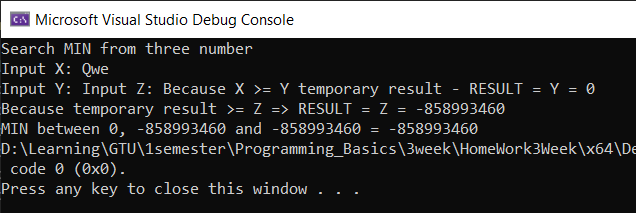 Microsoft Visual Studio Debug Console
Search MIN from three number
Input X: Qwe
Input Y: Input Z: Because X >= Y temporary result - RESULT = Y = 0
Because temporary result >= Z => RESULT = Z = -858993460
MIN between 0, -858993460 and -858993460 = -858993460
D:\Learning\GTU\1semester\Programming_Basics\3week\HomeWork3Week\x64\De
code 0 (0x0).
Press any key to close this window . . .